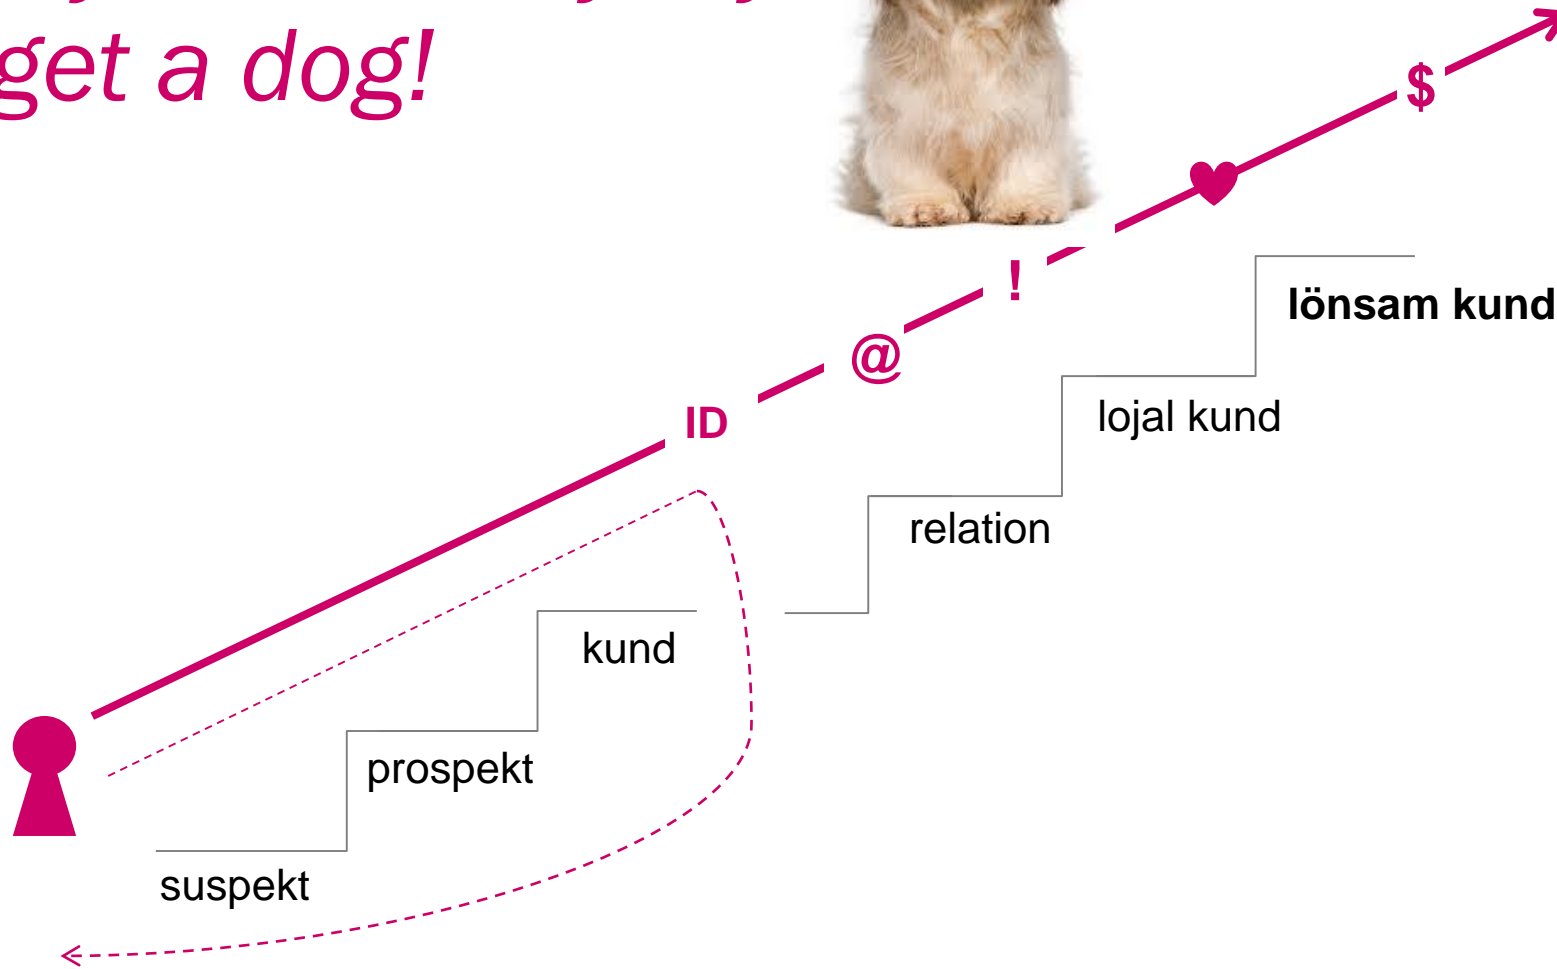 get a dog!
$
!
@
ID
lönsam kund
lojal kund
relation
kund
prospekt
suspekt